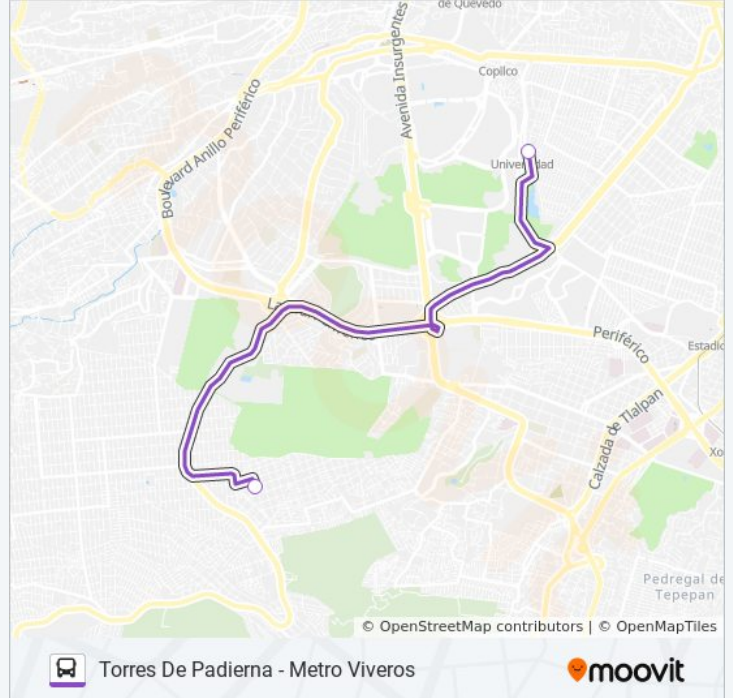 de Quevedo
Copilco
Avenida Insurgentes
Boulevard Anillo Periférico
Universidad
Periférico
Estadio
Calzada de Tlalpan
Xo
Pedregal de
Tepepan
© OpenStreetMap contributors | © OpenMapTiles
Torres De Padierna - Metro Viveros
moovit